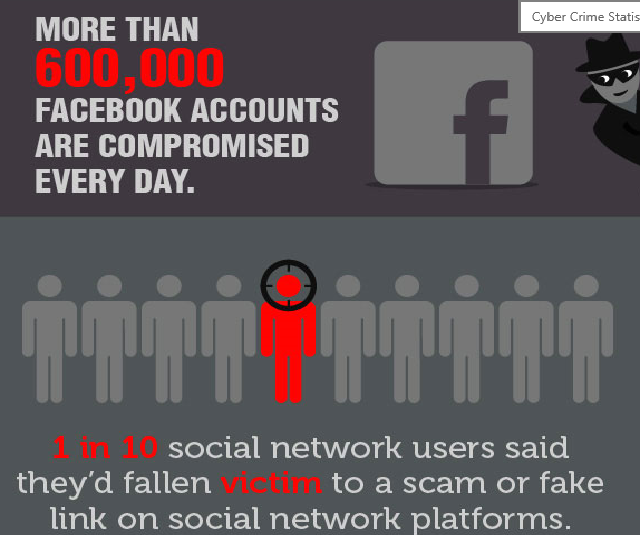 Cyber Crime Statis
MORE THAN
600,000
FACEBOOK ACCOUNTS
ARE COMPROMISED
EVERY DAY.
f
1 in 10 social network users said
they'd fallen victim to a scam or fake
link on social network platforms.